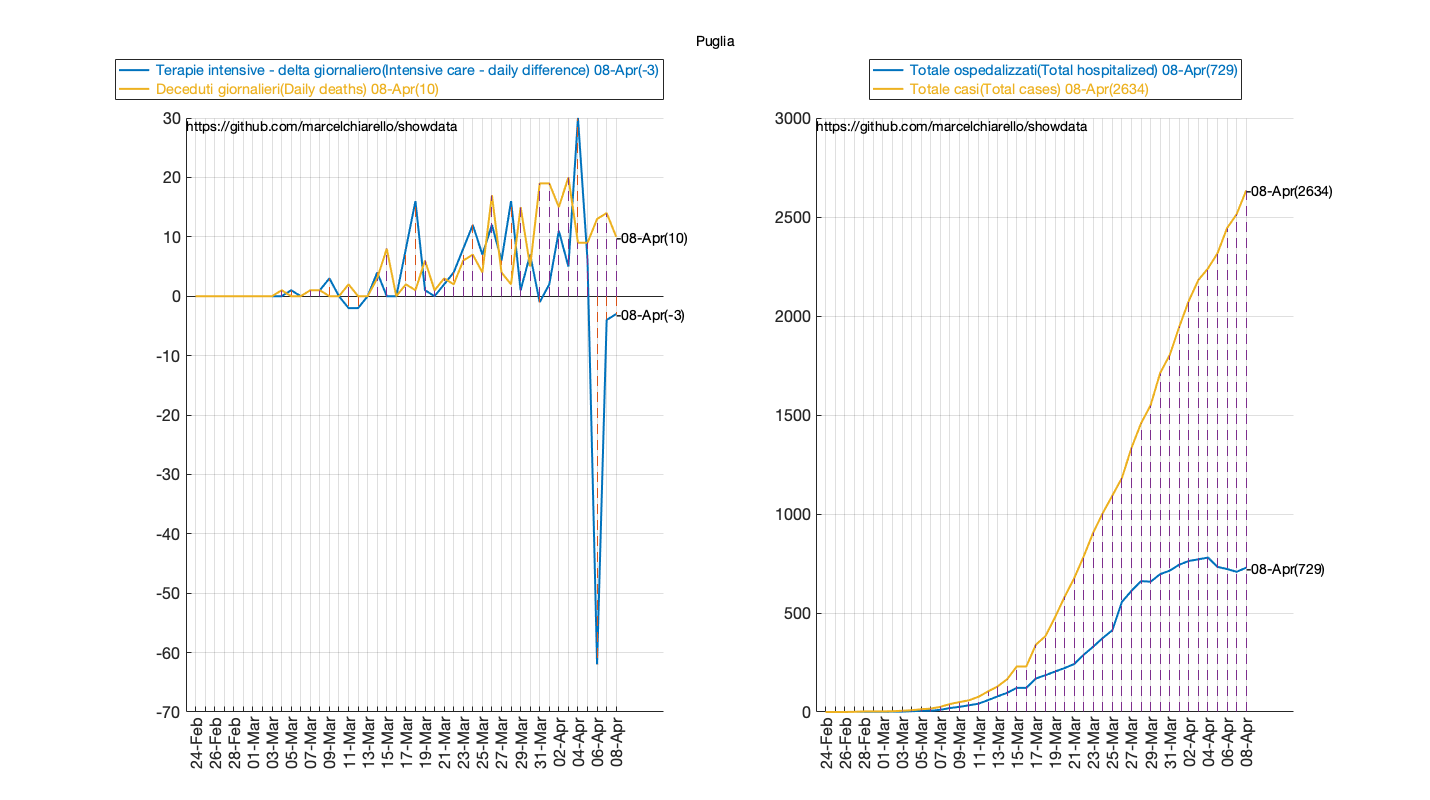 Puglia
Terapie intensive - delta giornaliero(Intensive care - daily difference) 08-Apr(-3)
Deceduti giornalieri(Daily deaths) 08-Apr(10)
https://github.com/marcelchiarello/showdata
30
20
10
0
-10
-20
-30
-40
-50
-60
-70
08-Apr(10)
08-Apr(-3)
24-Feb
26-Feb
28-Feb
01-Mar
03-Mar
05-Mar
07-Mar
09-Mar
11-Mar
13-Mar
15-Mar
17-Mar
19-Mar
21-Mar
23-Mar
25-Mar
27-Mar
29-Mar
31-Mar
02-Apr
04-Apr
06-Apr
08-Apr
Totale ospedalizzati(Total hospitalized) 08-Apr(729)
Totale casi(Total cases) 08-Apr(2634)
https://github.com/marcelchiarello/showdata
3000
2500
2000
1500
1000
500
0
08-Apr(2634)
08-Apr(729)
24-Feb
26-Feb
28-Feb
01-Mar
03-Mar
05-Mar
07-Mar
09-Mar
11-Mar
13-Mar
15-Mar
17-Mar
19-Mar
21-Mar
23-Mar
25-Mar
27-Mar
29-Mar
31-Mar
02-Apr
04-Apr
06-Apr
08-Apr